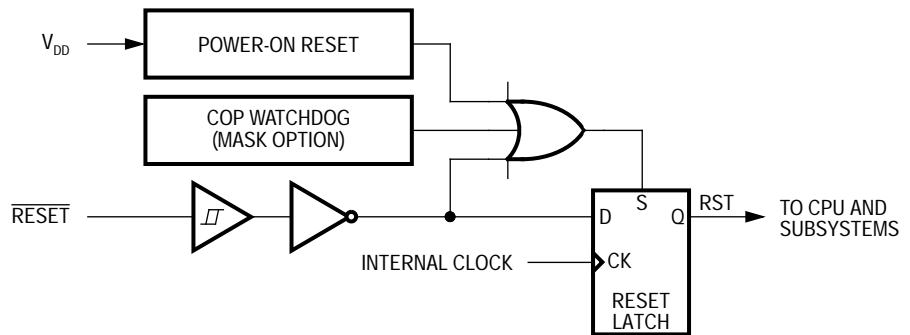 V_DD
POWER-ON RESET
COP WATCHDOG
(MASK OPTION)
RESET
D
S
Q
RST
TO CPU AND
SUBSYSTEMS
INTERNAL CLOCK
CK
RESET
LATCH